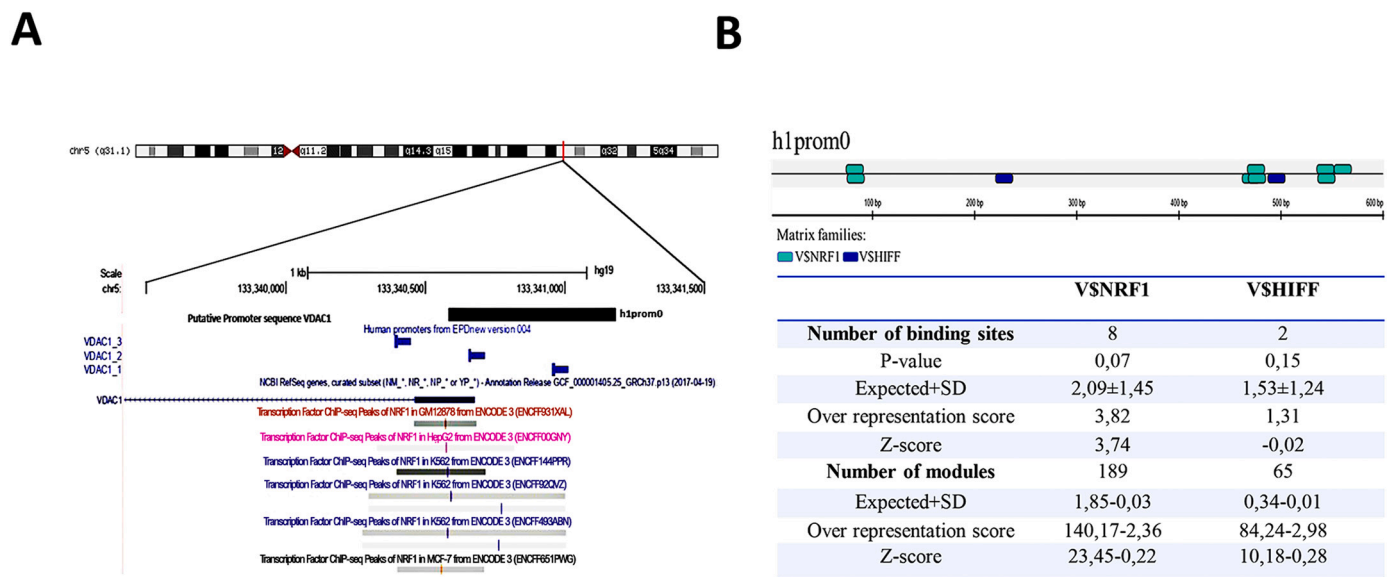 A
chr5 (q31.1) 12 q11.2 q14.3 q15 q32 5q34
Scale 1 kb hg19
chr5: 133,340,000 133,340,500 133,341,000 133,341,500
Putative Promoter sequence VDAC1 h1prom0
Human promoters from EPDnew version 004
VDAC1_3
VDAC1_2
VDAC1_1
NCBI RefSeq genes, curated subset (NM_*, NR_*, NP_* or YP_*) - Annotation Release GCF_000001405.25_GRCh37.p13 (2017-04-19)
VDAC1
Transcription Factor ChIP-seq Peaks of NRF1 in GM12878 from ENCODE 3 (ENCFF931XAL)
Transcription Factor ChIP-seq Peaks of NRF1 in HepG2 from ENCODE 3 (ENCFF00GNY)
Transcription Factor ChIP-seq Peaks of NRF1 in K562 from ENCODE 3 (ENCFF144PPR)
Transcription Factor ChIP-seq Peaks of NRF1 in K562 from ENCODE 3 (ENCFF92QVZ)
Transcription Factor ChIP-seq Peaks of NRF1 in K562 from ENCODE 3 (ENCFF493ABN)
Transcription Factor ChIP-seq Peaks of NRF1 in MCF-7 from ENCODE 3 (ENCFF651PWG)
B
h1prom0
100 bp 200 bp 300 bp 400 bp 500 bp 600 bp
Matrix families:
V$NRF1 V$HIFF
V$NRF1 V$HIFF
Number of binding sites 8 2
P-value 0,07 0,15
Expected+SD 2,09±1,45 1,53±1,24
Over representation score 3,82 1,31
Z-score 3,74 -0,02
Number of modules 189 65
Expected+SD 1,85-0,03 0,34-0,01
Over representation score 140,17-2,36 84,24-2,98
Z-score 23,45-0,22 10,18-0,28